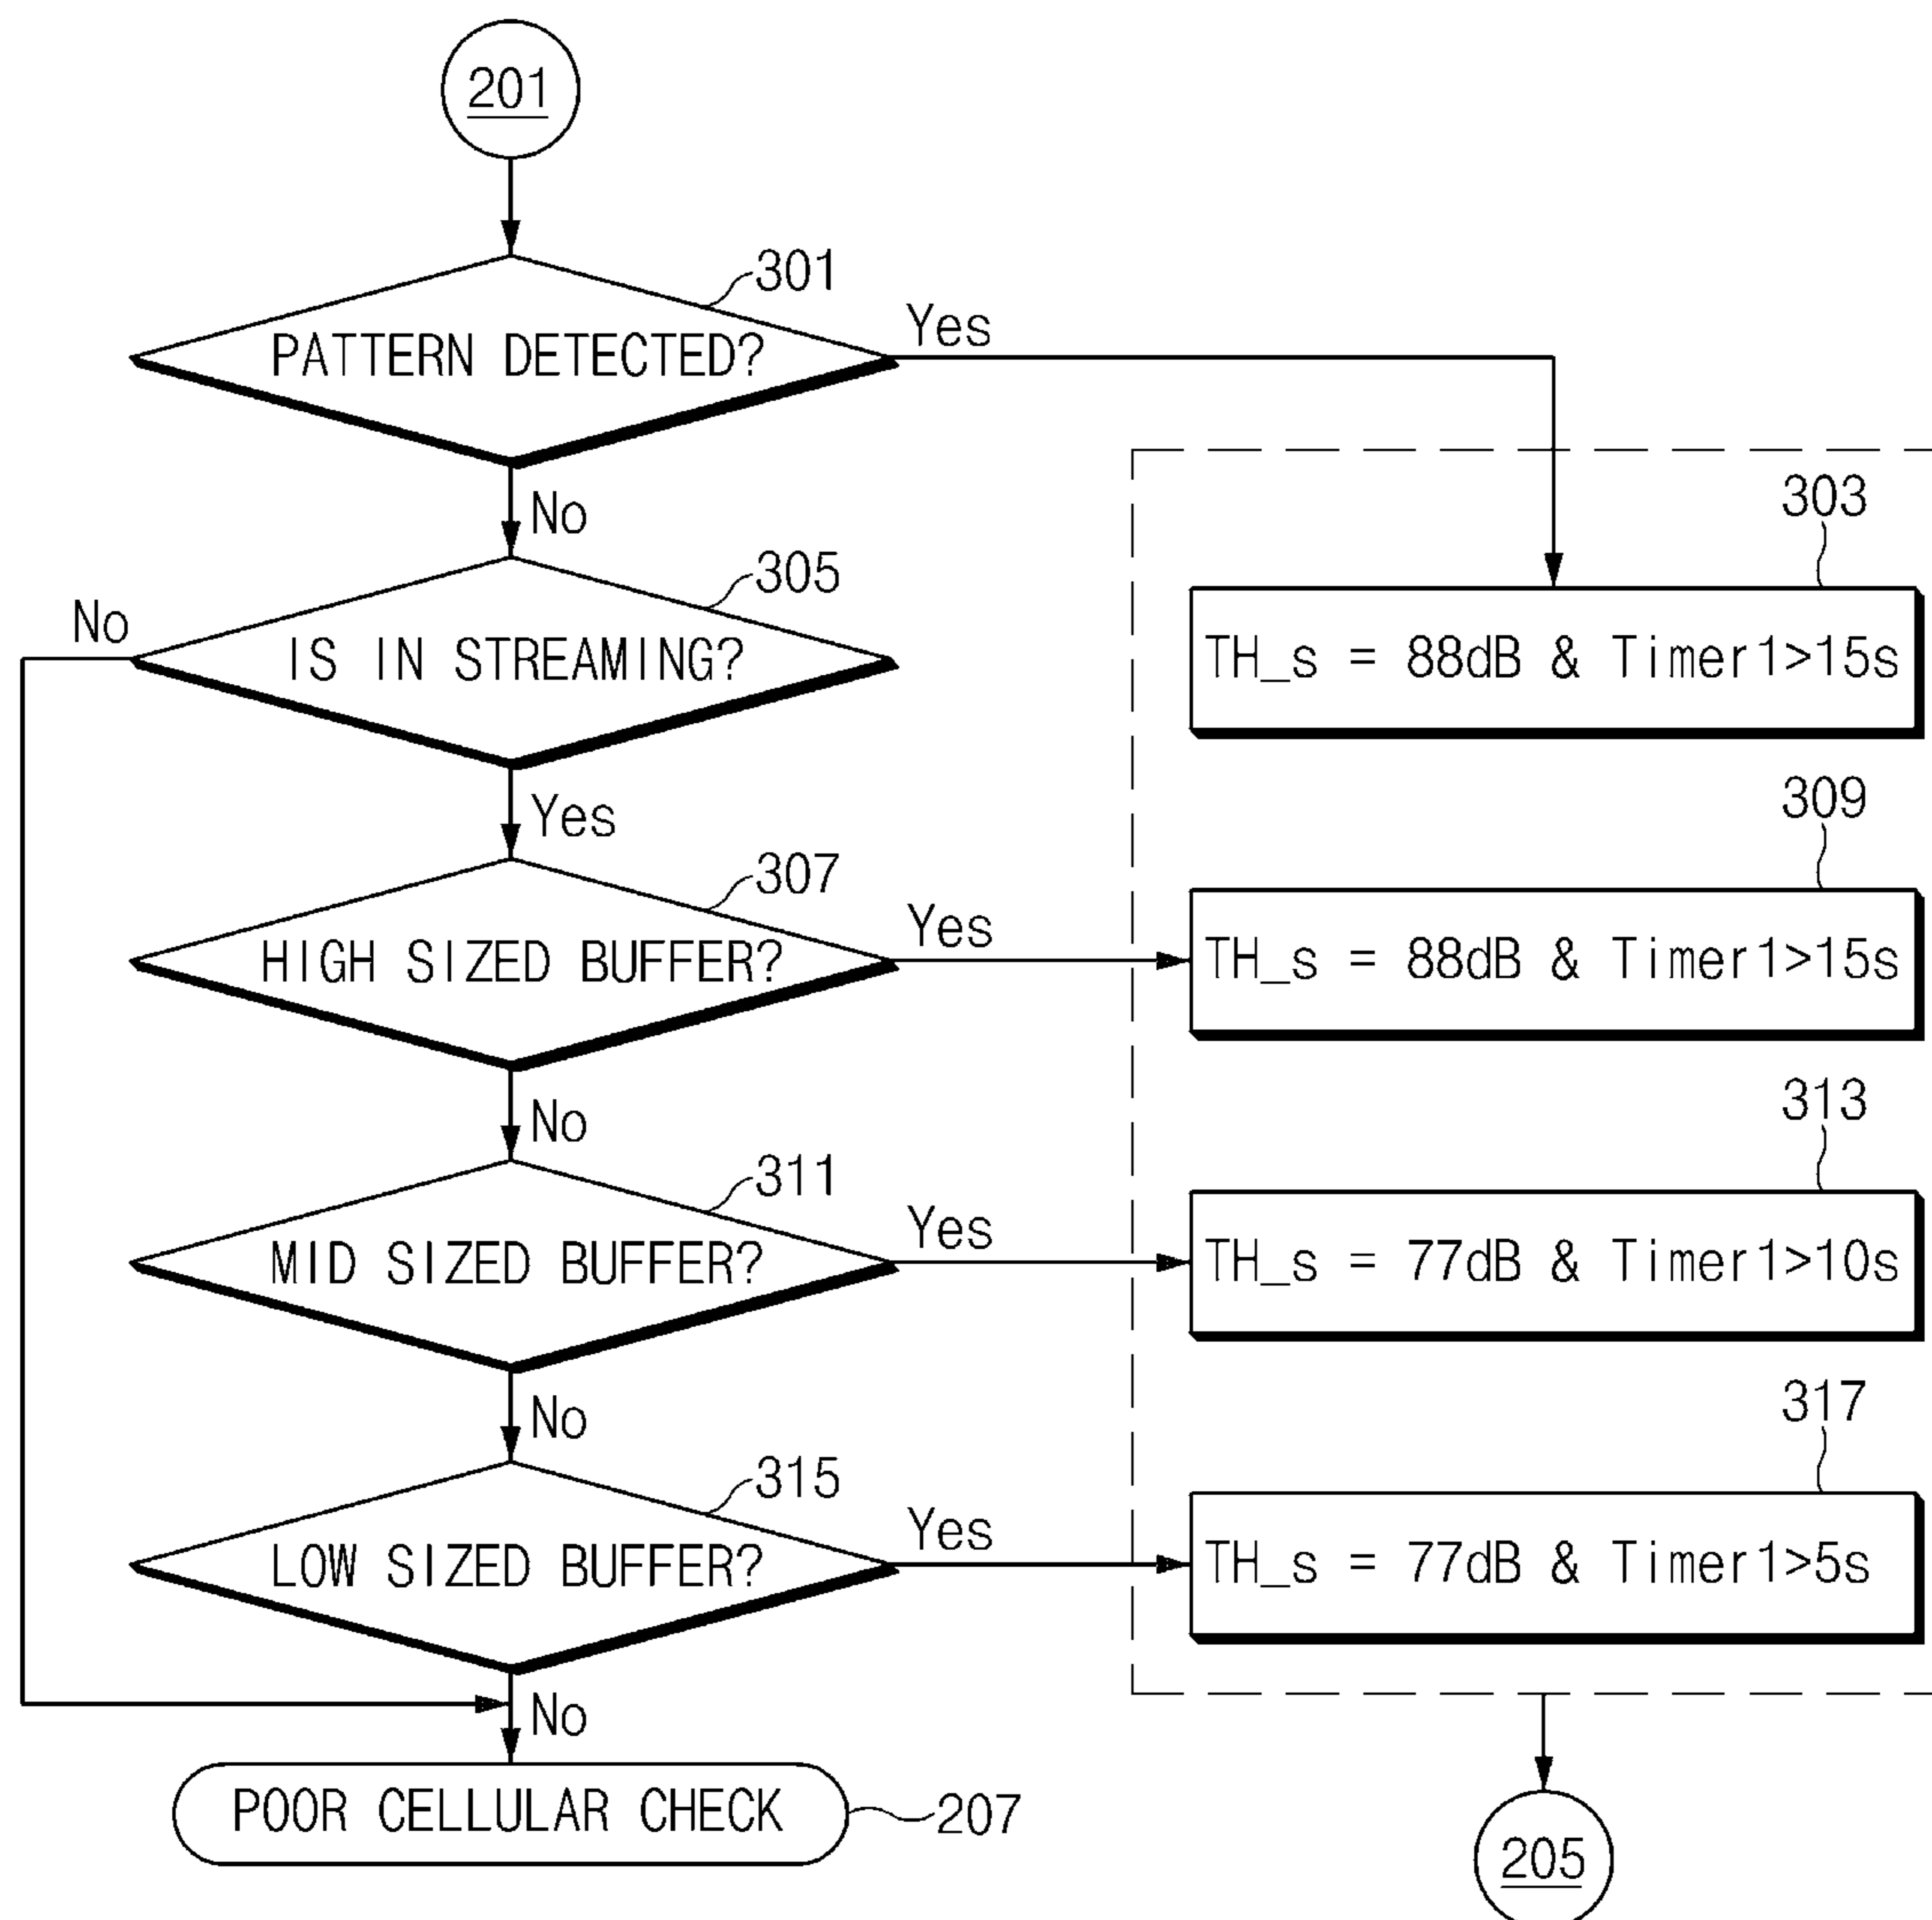 201
301
PATTERN DETECTED?
Yes
No
303
305
No
IS IN STREAMING?
TH_s = 88dB & Timer1>15s
Yes
309
307
HIGH SIZED BUFFER?
Yes
TH_s = 88dB & Timer1>15s
No
313
311
MID SIZED BUFFER?
Yes
TH_s = 77dB & Timer1>10s
No
317
315
LOW SIZED BUFFER?
Yes
TH_s = 77dB & Timer1>5s
No
POOR CELLULAR CHECK
207
205